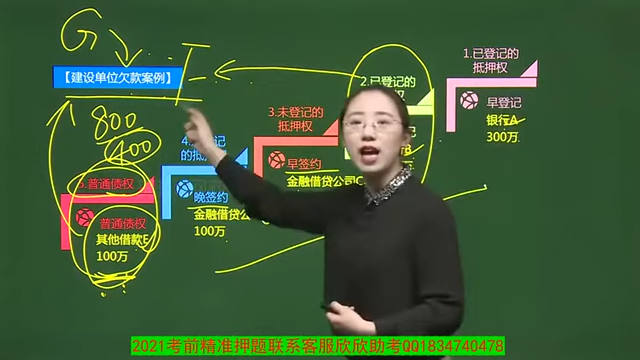 G
【建设单位欠款案例】
800
400
1.已登记的
抵押权
早登记
银行A
300万
2.已登记的
权
B
3.未登记的
抵押权
早签约
金融借贷公司C
的抵
晚签约
金融借贷公
100万
5.普通债权
普通债权
其他借款E
100万
2021考前精准押题联系客服欣欣助考QQ1834740478